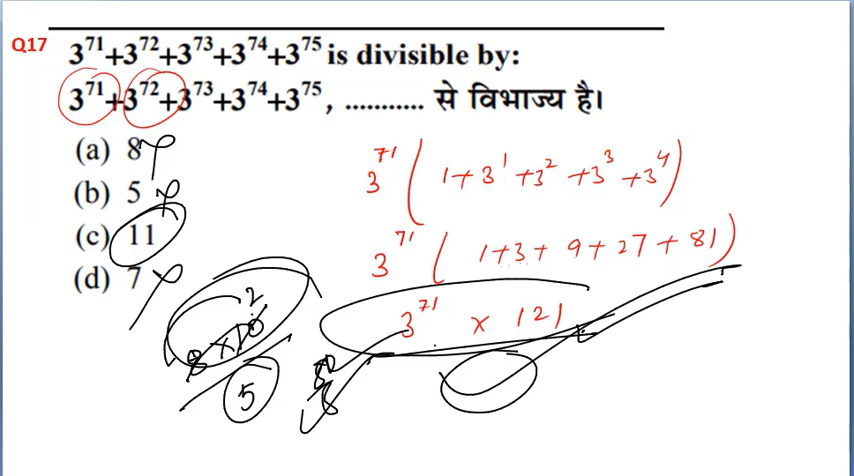 Q17 3⁷¹+3⁷²+3⁷³+3⁷⁴+3⁷⁵ is divisible by:
3⁷¹+3⁷²+3⁷³+3⁷⁴+3⁷⁵, ........... से विभाज्य है।
(a) 8
(b) 5
(c) 11
(d) 7
3⁷¹ ( 1+3¹+3²+3³+3⁴)
3⁷¹ ( 1+3+9+27+81)
3⁷¹ x 121
2
5